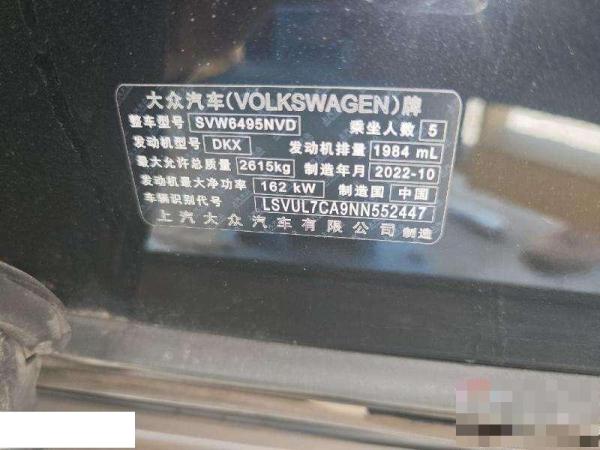 大众汽车(VOLKSWAGEN)牌
整车型号 SVW6495NVD 乘坐人数 5
发动机型号 DKX 发动机排量 1984 mL
最大允许总质量 2615kg 制造年月 2022-10
发动机最大净功率 162 kW 制造国 中国
车辆识别代号 LSVUL7CA9NN552447
上汽大众汽车有限公司 制造